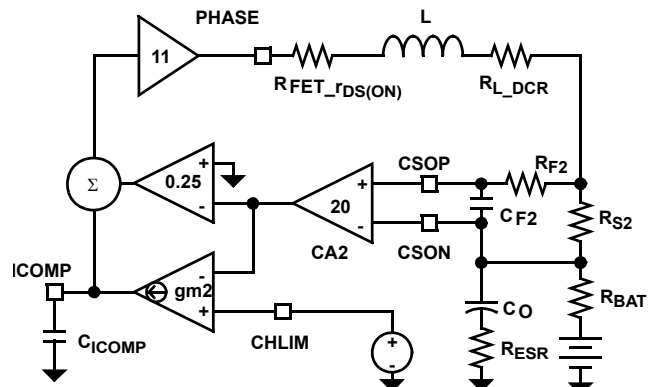 PHASE
L
11
RFET_rDS(ON)
RL_DCR
Σ
0.25
+
-
20
+
-
CA2
CSOP
CSON
RF2
CF2
RS2
ICOMP
gm2
-
+
CICOMP
CHLIM
+
-
CO
RESR
RBAT